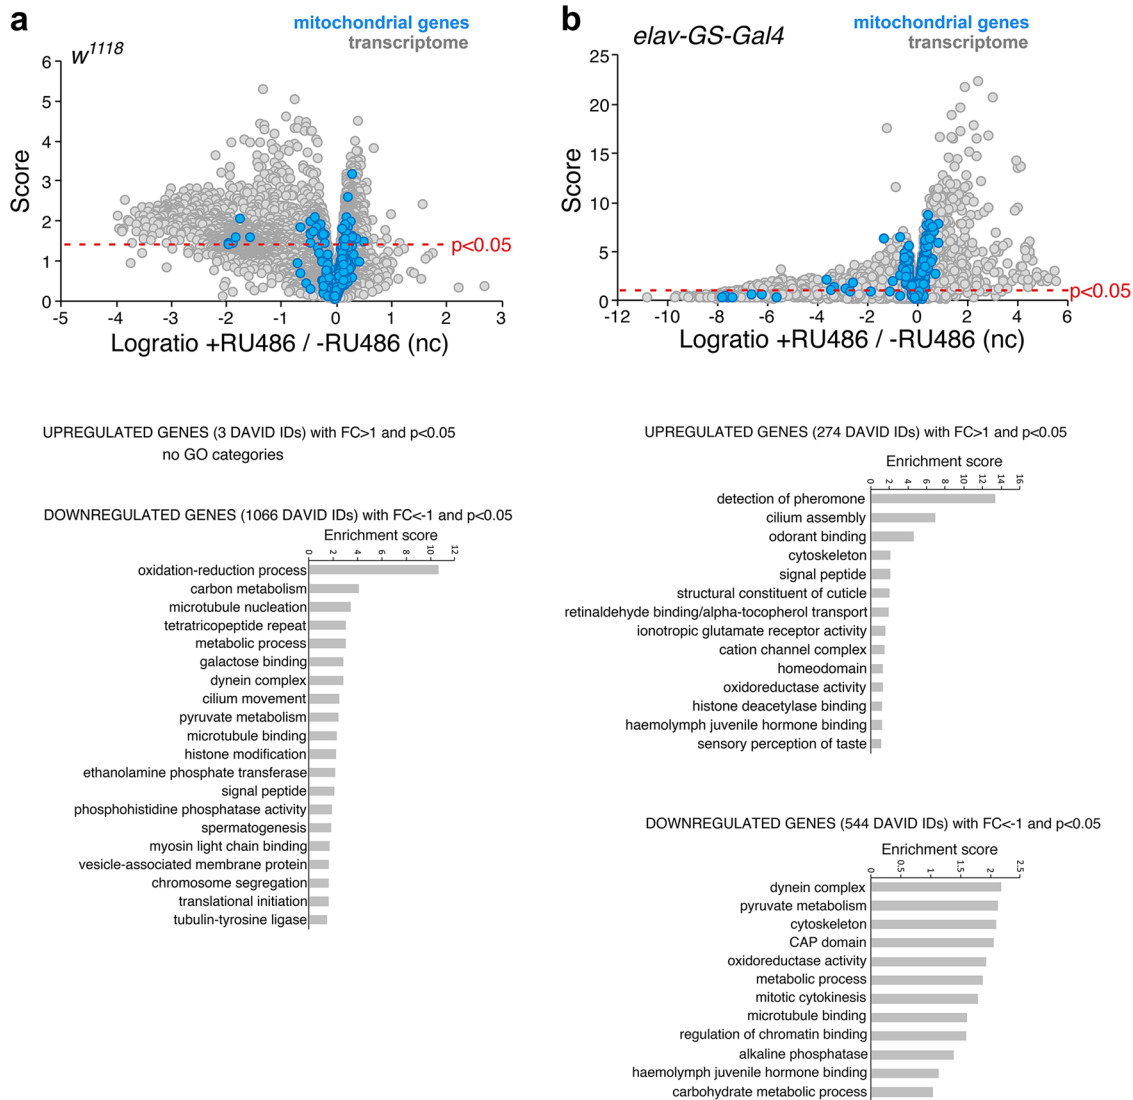 a
mitochondrial genes
transcriptome
w1118
6
5
4
3
2
1
0
Score
p<0.05
-5 -4 -3 -2 -1 0 1 2 3
Logratio +RU486 / -RU486 (nc)
UPREGULATED GENES (3 DAVID IDs) with FC>1 and p<0.05
no GO categories
DOWNREGULATED GENES (1066 DAVID IDs) with FC<-1 and p<0.05
Enrichment score
0 2 4 6 8 10 12
oxidation-reduction process
carbon metabolism
microtubule nucleation
tetratricopeptide repeat
metabolic process
galactose binding
dynein complex
cilium movement
pyruvate metabolism
microtubule binding
histone modification
ethanolamine phosphate transferase
signal peptide
phosphohistidine phosphatase activity
spermatogenesis
myosin light chain binding
vesicle-associated membrane protein
chromosome segregation
translational initiation
tubulin-tyrosine ligase
b
mitochondrial genes
transcriptome
elav-GS-Gal4
25
20
15
10
5
0
Score
p<0.05
-12 -10 -8 -6 -4 -2 0 2 4 6
Logratio +RU486 / -RU486 (nc)
UPREGULATED GENES (274 DAVID IDs) with FC>1 and p<0.05
Enrichment score
0 2 4 6 8 10 12 14 16
detection of pheromone
cilium assembly
odorant binding
cytoskeleton
signal peptide
structural constituent of cuticle
retinaldehyde binding/alpha-tocopherol transport
ionotropic glutamate receptor activity
cation channel complex
homeodomain
oxidoreductase activity
histone deacetylase binding
haemolymph juvenile hormone binding
sensory perception of taste
DOWNREGULATED GENES (544 DAVID IDs) with FC<-1 and p<0.05
Enrichment score
0 0.5 1 1.5 2 2.5
dynein complex
pyruvate metabolism
cytoskeleton
CAP domain
oxidoreductase activity
metabolic process
mitotic cytokinesis
microtubule binding
regulation of chromatin binding
alkaline phosphatase
haemolymph juvenile hormone binding
carbohydrate metabolic process